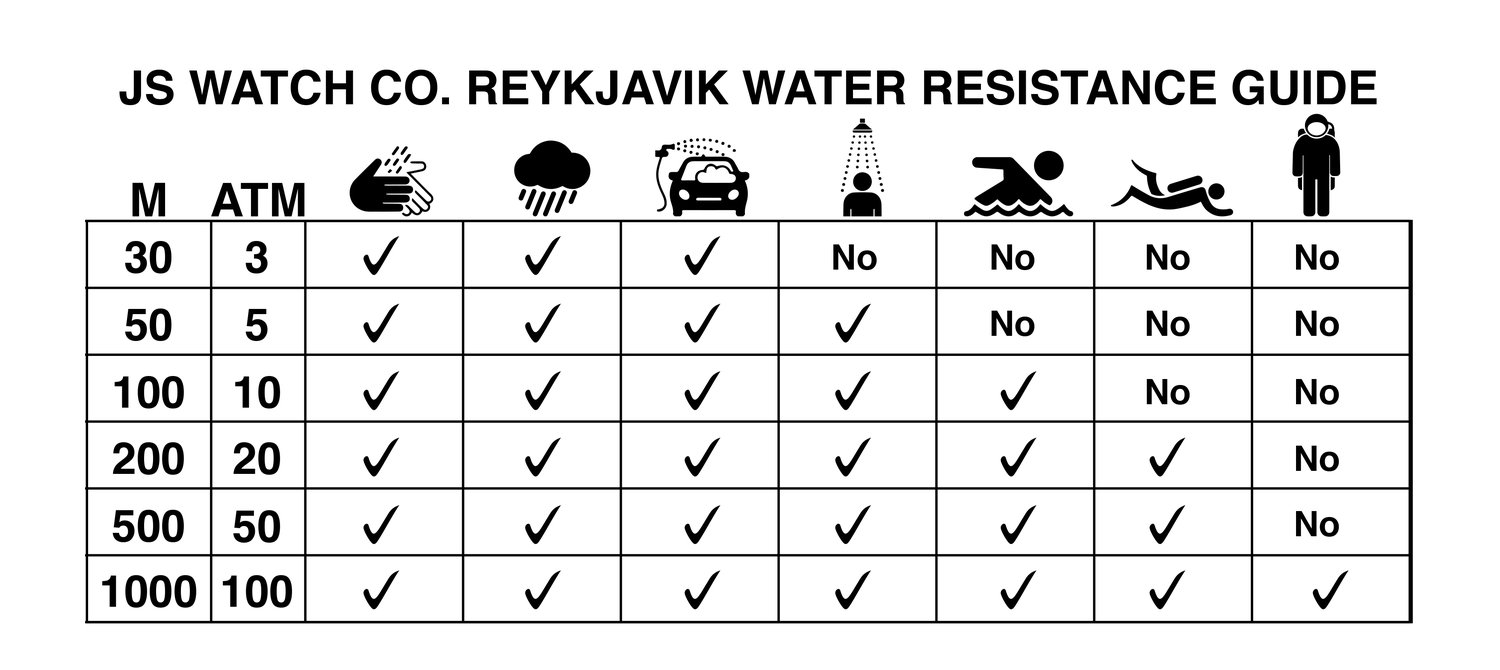 JS WATCH CO. REYKJAVIK WATER RESISTANCE GUIDE
M ATM
30 3 ✓ ✓ ✓ No No No No
50 5 ✓ ✓ ✓ ✓ No No No
100 10 ✓ ✓ ✓ ✓ ✓ No No
200 20 ✓ ✓ ✓ ✓ ✓ ✓ No
500 50 ✓ ✓ ✓ ✓ ✓ ✓ No
1000 100 ✓ ✓ ✓ ✓ ✓ ✓ ✓